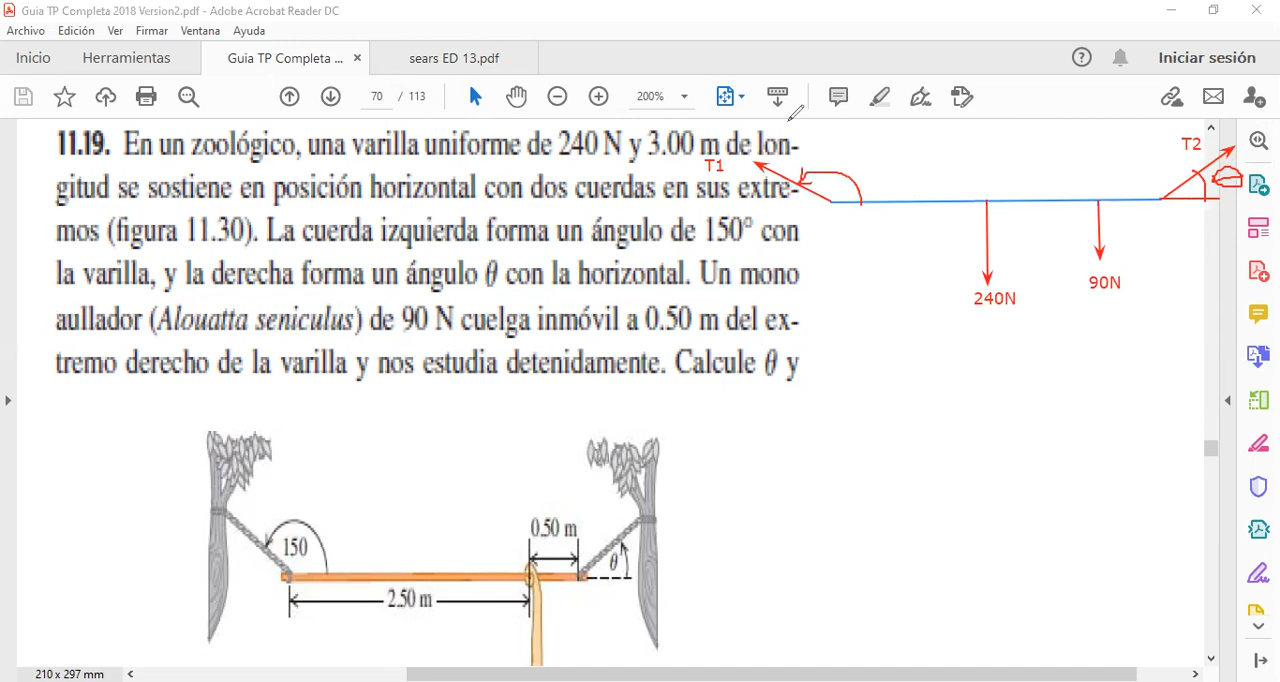 Guia TP Completa 2018 Version2.pdf - Adobe Acrobat Reader DC
Archivo Edición Ver Firmar Ventana Ayuda
Inicio Herramientas Guia TP Completa ... × sears ED 13.pdf Iniciar sesión
70 / 113 200%
11.19. En un zoológico, una varilla uniforme de 240 N y 3.00 m de lon-
gitud se sostiene en posición horizontal con dos cuerdas en sus extre-
mos (figura 11.30). La cuerda izquierda forma un ángulo de 150° con
la varilla, y la derecha forma un ángulo θ con la horizontal. Un mono
aullador (Alouatta seniculus) de 90 N cuelga inmóvil a 0.50 m del ex-
tremo derecho de la varilla y nos estudia detenidamente. Calcule θ y
T1
T2
240N
90N
150
0.50 m
θ
2.50 m
210 x 297 mm